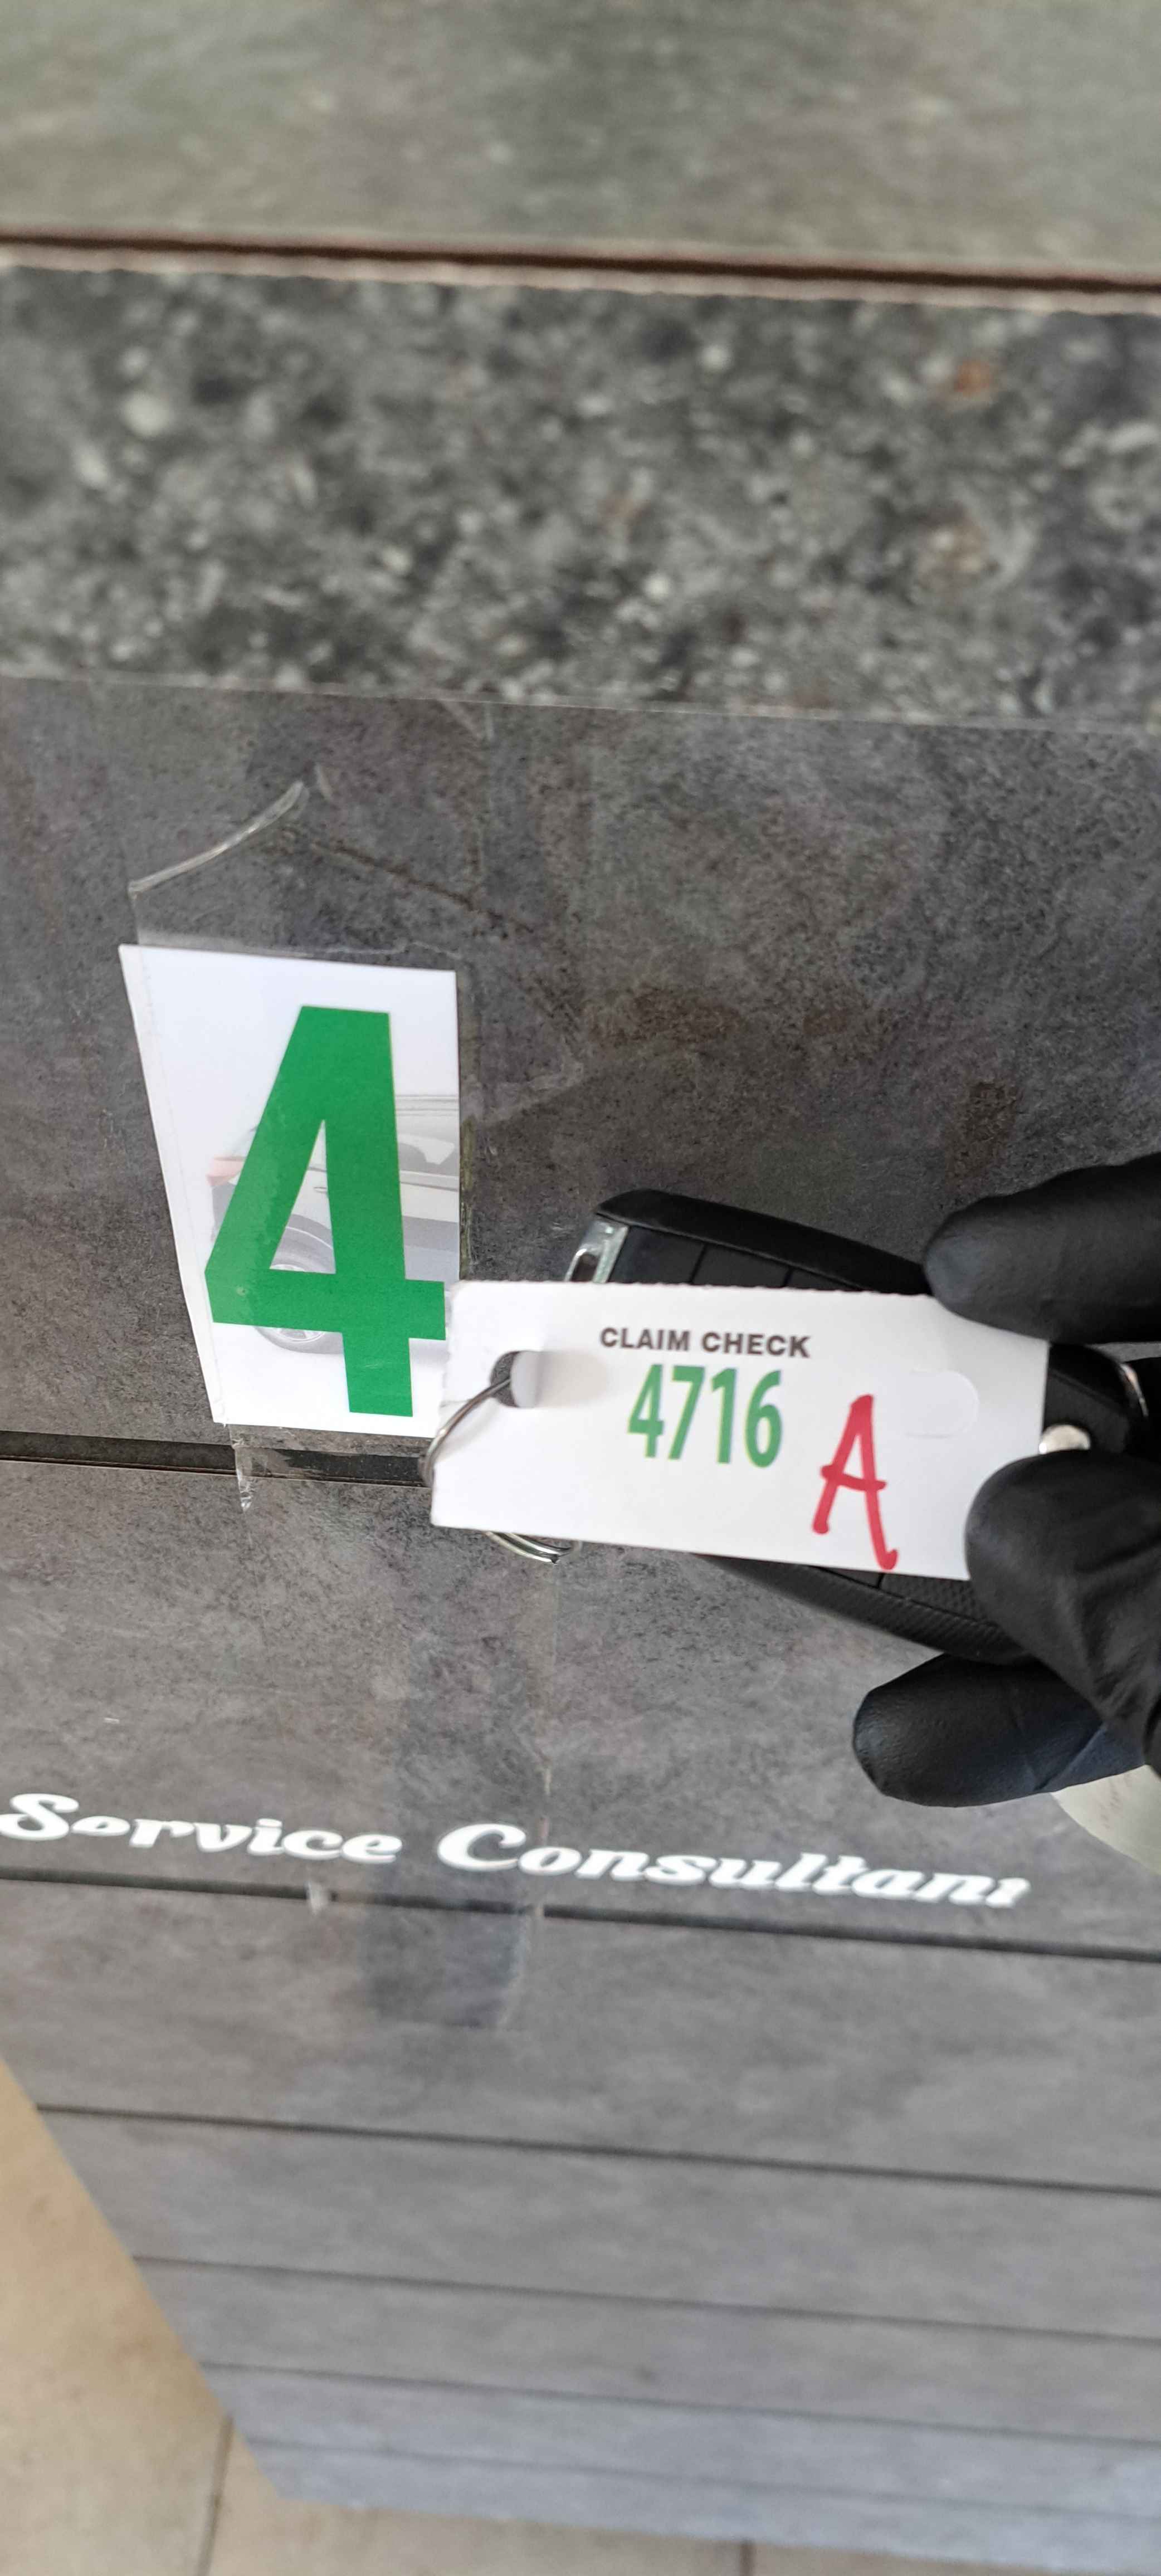 4
CLAIM CHECK
4716 A
Service Consultant